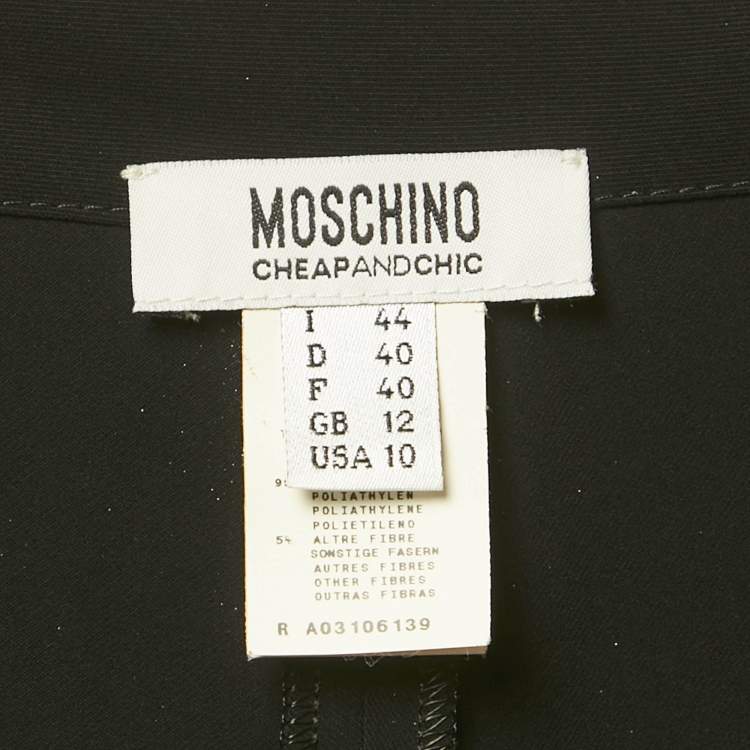 MOSCHINO
CHEAPANDCHIC
I 44
D 40
F 40
GB 12
USA 10
POLIATHYLEN
POLIATHYLENE
POLIETILENO
5% ALTRE FIBRE
SONSTIGE FASERN
AUTRES FIBRES
OTHER FIBRES
OUTRAS FIBRAS
R A03106139